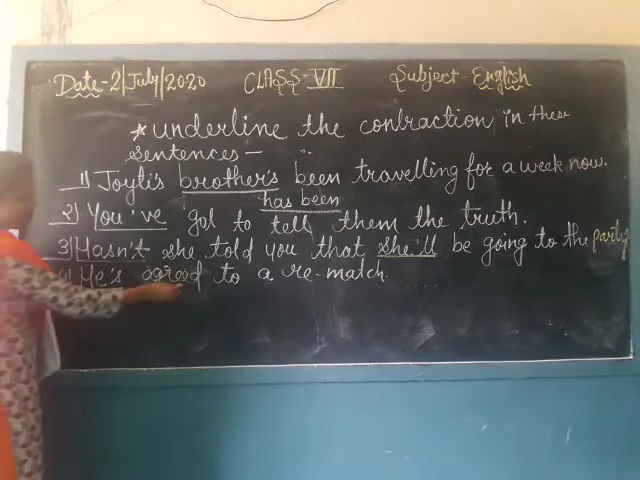 Date-2/July/2020 CLASS-VII Subject-English
*underline the contraction in these
sentences-
1) Joyti's brother's been travelling for a week now.
has been
2) You've got to tell them the truth.
3) Hasn't she told you that she'll be going to the party
4) He's agreed to a re-match.